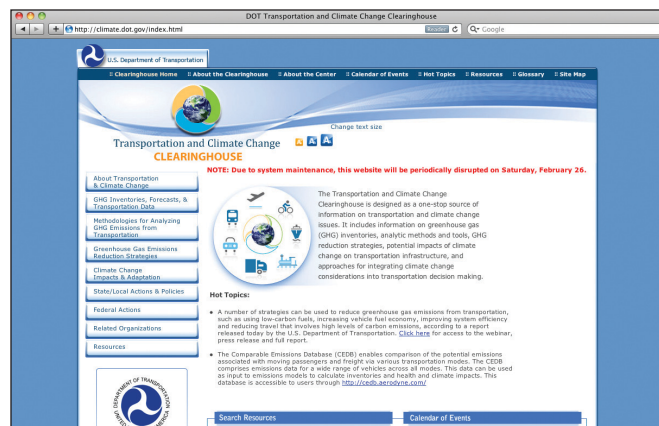 DOT Transportation and Climate Change Clearinghouse
http://climate.dot.gov/index.html
Reader
Google
U.S. Department of Transportation
Clearinghouse Home
About the Clearinghouse
About the Center
Calendar of Events
Hot Topics
Resources
Glossary
Site Map
Change text size
Transportation and Climate Change
CLEARINGHOUSE
NOTE: Due to system maintenance, this website will be periodically disrupted on Saturday, February 26.
About Transportation
& Climate Change
GHG Inventories, Forecasts, &
Transportation Data
Methodologies for Analyzing
GHG Emissions from
Transportation
Greenhouse Gas Emissions
Reduction Strategies
Climate Change
Impacts & Adaptation
State/Local Actions & Policies
Federal Actions
Related Organizations
Resources
The Transportation and Climate Change
Clearinghouse is designed as a one-stop source of
information on transportation and climate change
issues. It includes information on greenhouse gas
(GHG) inventories, analytic methods and tools, GHG
reduction strategies, potential impacts of climate
change on transportation infrastructure, and
approaches for integrating climate change
considerations into transportation decision making.
Hot Topics:
• A number of strategies can be used to reduce greenhouse gas emissions from transportation,
such as using low-carbon fuels, increasing vehicle fuel economy, improving system efficiency
and reducing travel that involves high levels of carbon emissions, according to a report
released today by the U.S. Department of Transportation. Click here for access to the webinar,
press release and full report.
• The Comparable Emissions Database (CEDB) enables comparison of the potential emissions
associated with moving passengers and freight via various transportation modes. The CEDB
comprises emissions data for a wide range of vehicles across all modes. This data can be used
as input to emissions models to calculate inventories and health and climate impacts. This
database is accessible to users through http://cedb.aerodyne.com/
Search Resources
Calendar of Events